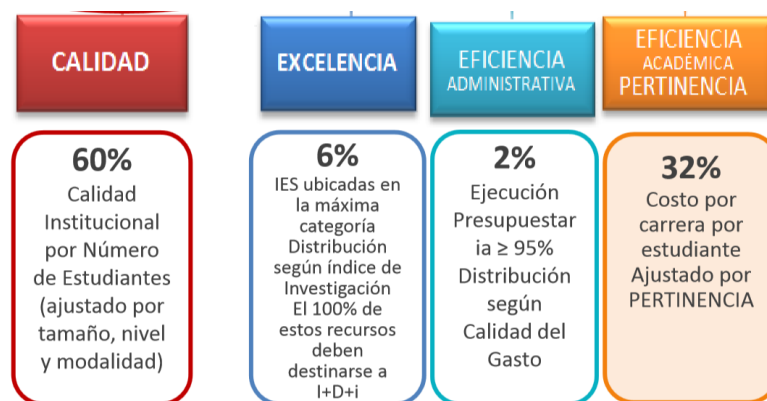 CALIDAD
60%
Calidad
Institucional
por Número
de Estudiantes
(ajustado por
tamaño, nivel
y modalidad)
EXCELENCIA
6%
IES ubicadas en
la máxima
categoría
Distribución
según índice de
Investigación
El 100% de
estos recursos
deben
destinarse a
I+D+i
EFICIENCIA
ADMINISTRATIVA
2%
Ejecución
Presupuestar
ia ≥ 95%
Distribución
según
Calidad del
Gasto
EFICIENCIA
ACADÉMICA
PERTINENCIA
32%
Costo por
carrera por
estudiante
Ajustado por
PERTINENCIA